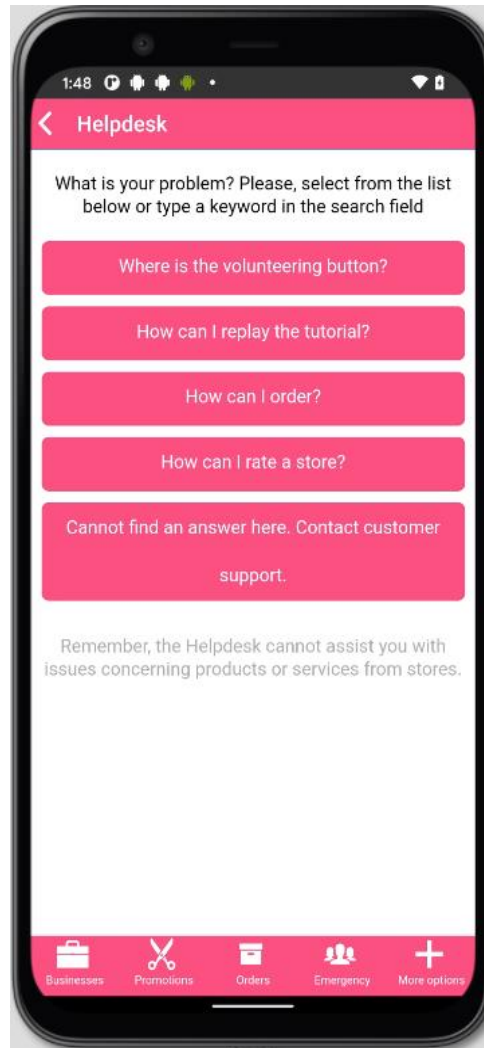 1:48
Helpdesk
What is your problem? Please, select from the list
below or type a keyword in the search field
Where is the volunteering button?
How can I replay the tutorial?
How can I order?
How can I rate a store?
Cannot find an answer here. Contact customer
support.
Remember, the Helpdesk cannot assist you with
issues concerning products or services from stores.
Businesses Promotions Orders Emergency More options